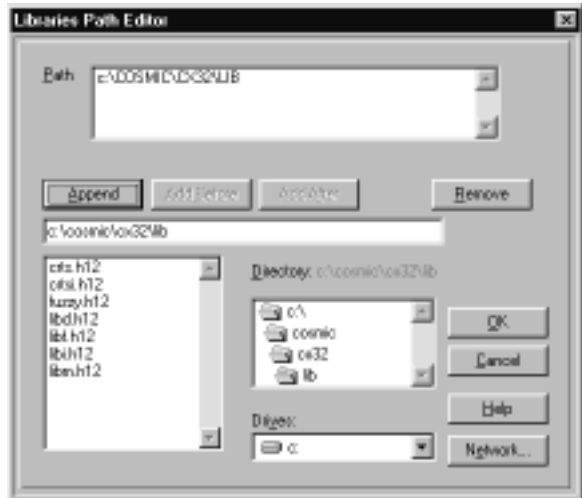 Libraries Path Editor
Path
c:\COSMIC\CX32\LIB
Append
Add Before
Add After
Remove
c:\cosmic\cx32\lib
crts.h12
crtsi.h12
fuzzy.h12
libd.h12
libf.h12
libi.h12
libm.h12
Directory: c:\cosmic\cx32\lib
c:\
cosmic
cx32
lib
OK
Cancel
Drives:
c:
Help
Network...